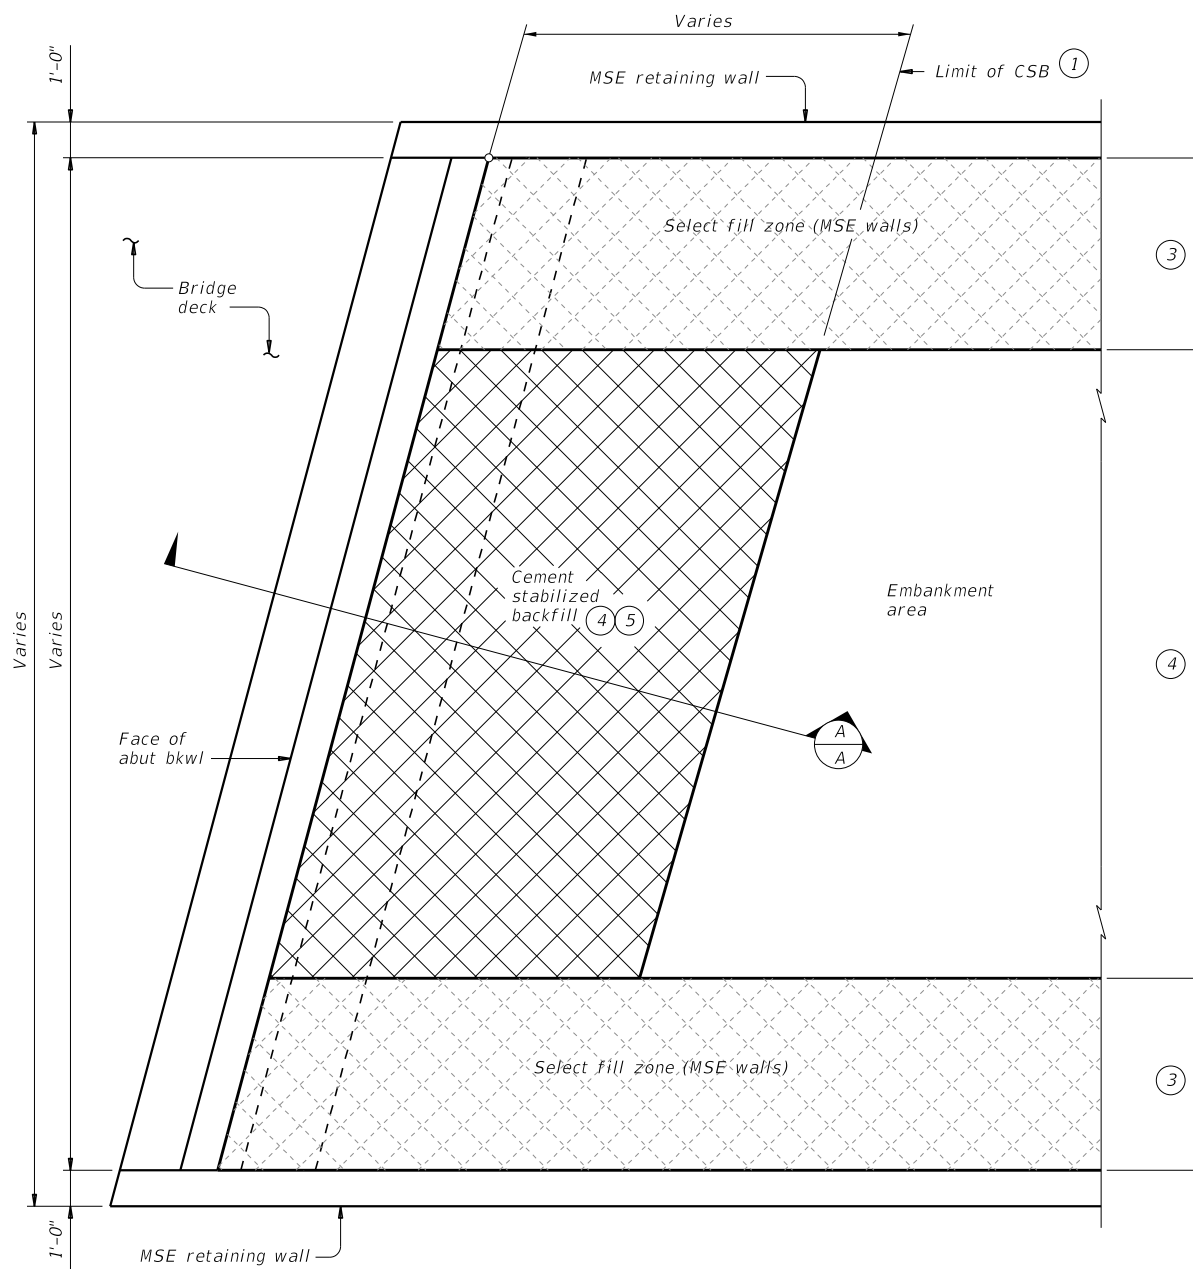 Varies
1'-0"
MSE retaining wall
Limit of CSB 1
Select fill zone (MSE walls)
3
Bridge
deck
Cement
stabilized
backfill 4 5
Embankment
area
Varies
Varies
4
A
A
Face of
abut bkwl
Select fill zone (MSE walls)
3
1'-0"
MSE retaining wall